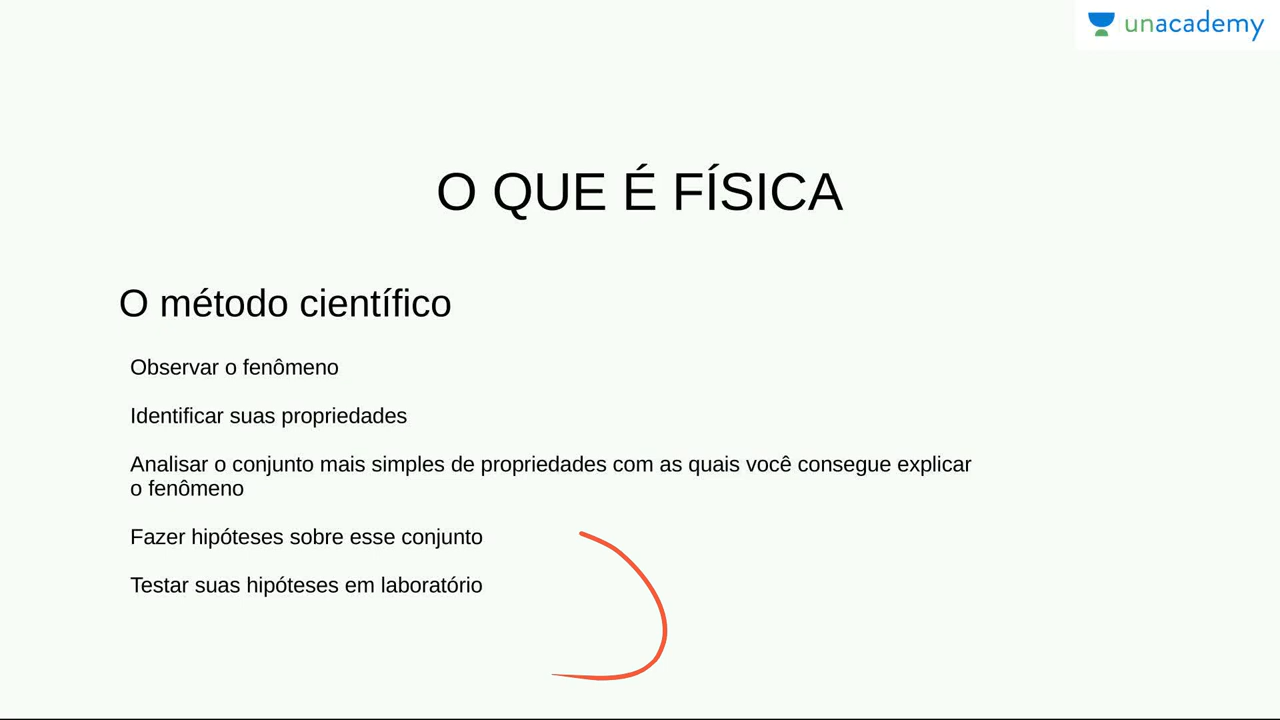 unacademy
O QUE É FÍSICA
O método científico
Observar o fenômeno
Identificar suas propriedades
Analisar o conjunto mais simples de propriedades com as quais você consegue explicar
o fenômeno
Fazer hipóteses sobre esse conjunto
Testar suas hipóteses em laboratório